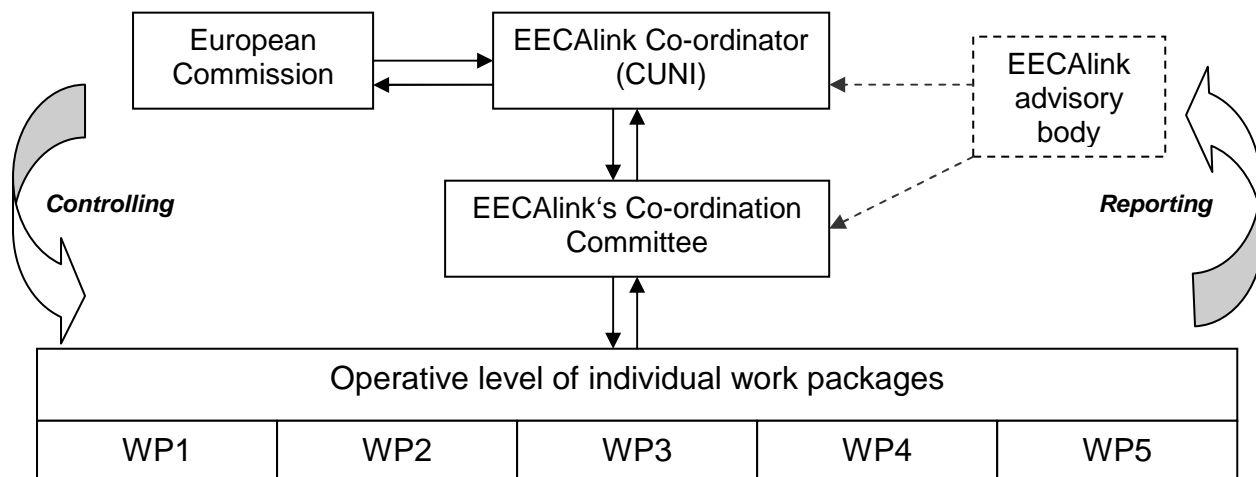 European
Commission
EECAlink Co-ordinator
(CUNI)
EECAlink
advisory
body
Controlling
EECAlink‘s Co-ordination
Committee
Reporting
Operative level of individual work packages
WP1
WP2
WP3
WP4
WP5